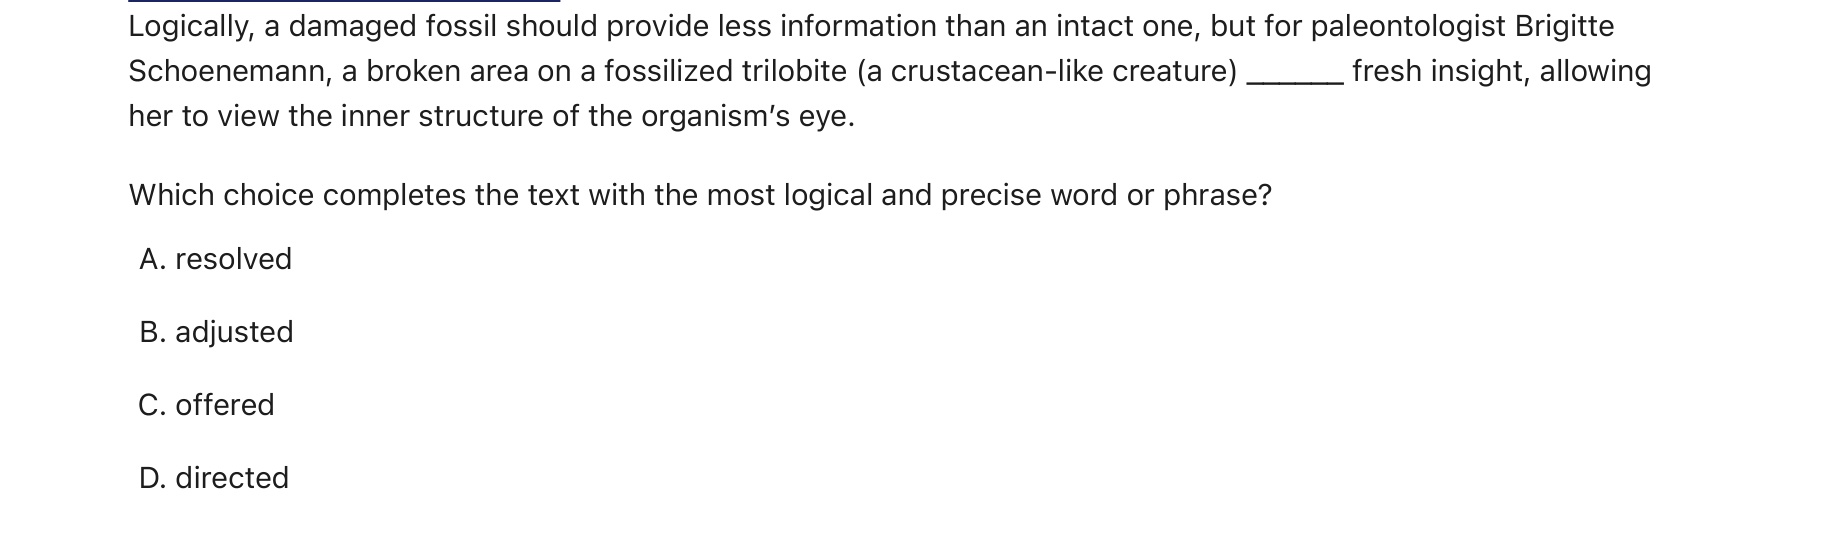 Logically, a damaged fossil should provide less information than an intact one, but for paleontologist Brigitte
Schoenemann, a broken area on a fossilized trilobite (a crustacean-like creature) ______ fresh insight, allowing
her to view the inner structure of the organism’s eye.
Which choice completes the text with the most logical and precise word or phrase?
A. resolved
B. adjusted
C. offered
D. directed